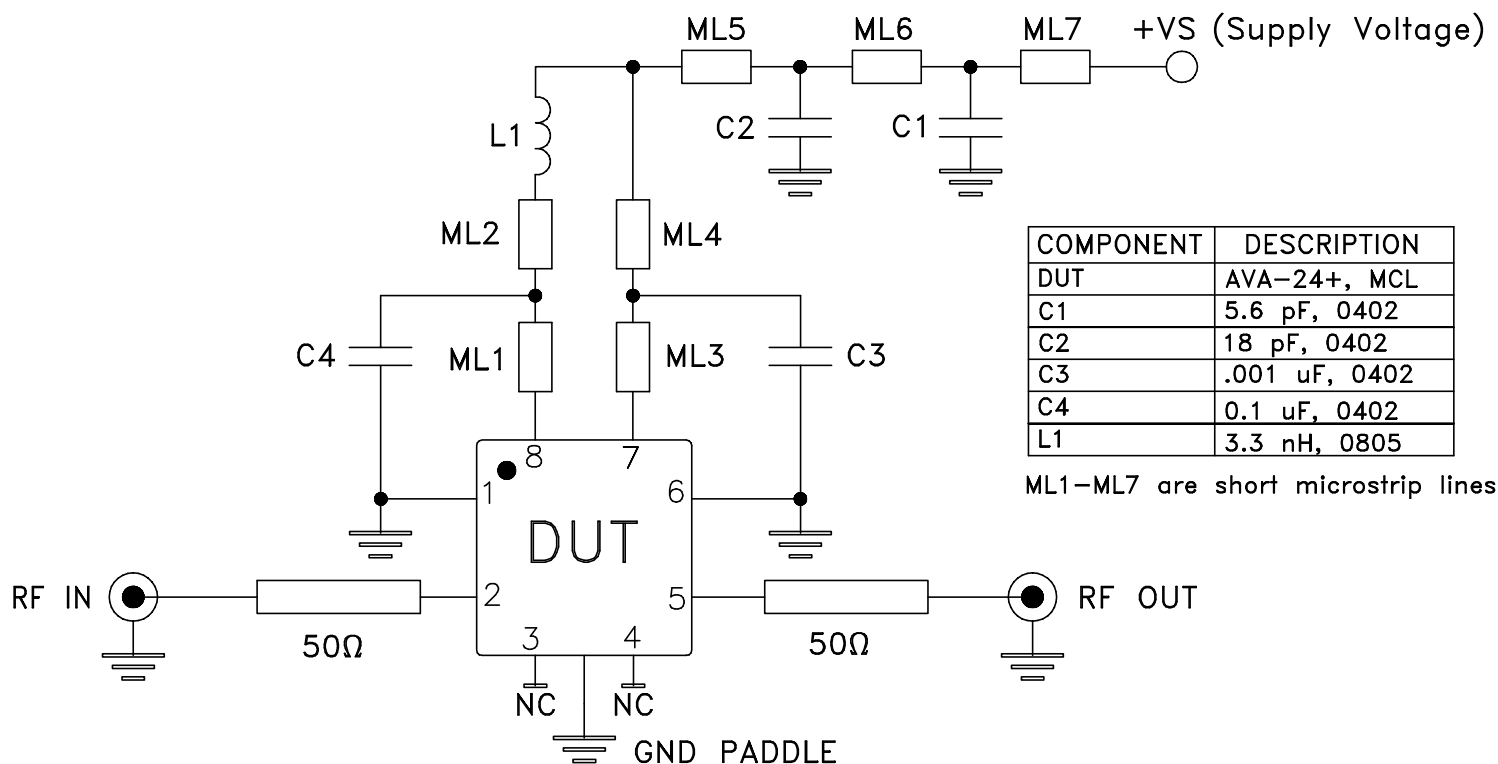 ML5 ML6 ML7 +VS (Supply Voltage)
L1 C2 C1
ML2 ML4
C4 ML1 ML3 C3
COMPONENT DESCRIPTION
DUT AVA-24+, MCL
C1 5.6 pF, 0402
C2 18 pF, 0402
C3 .001 uF, 0402
C4 0.1 uF, 0402
L1 3.3 nH, 0805
ML1-ML7 are short microstrip lines
8 7
1 6
DUT
RF IN 2 5 RF OUT
50Ω 3 4 50Ω
NC NC
GND PADDLE